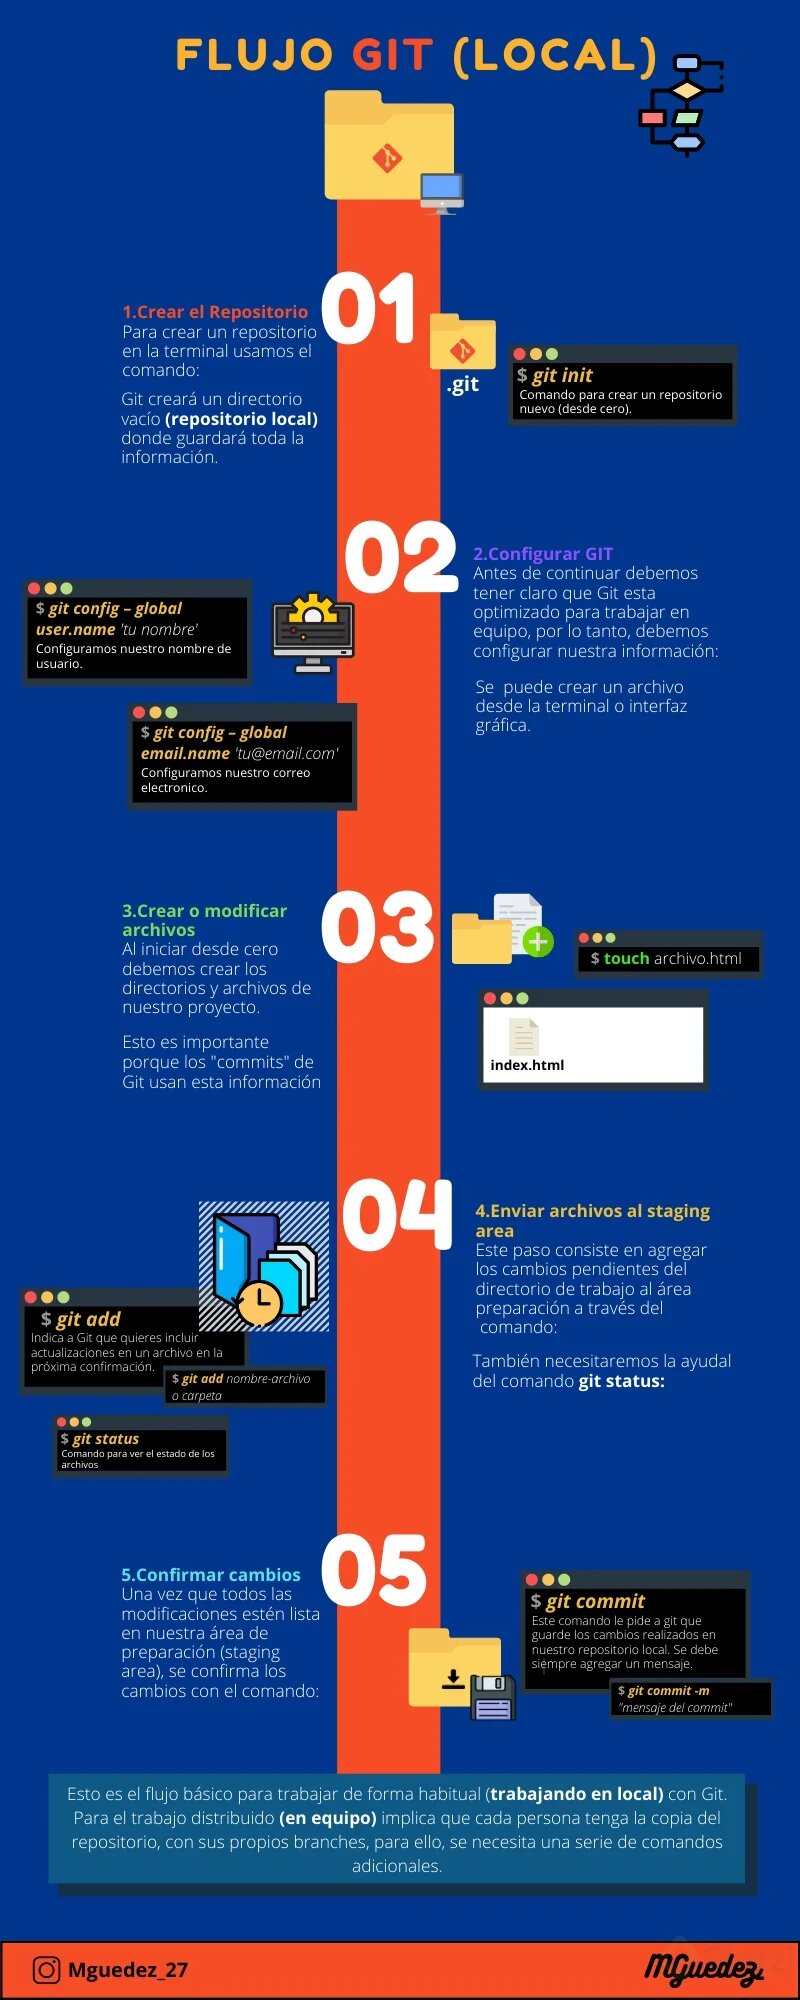 FLUJO GIT (LOCAL)
01
1.Crear el Repositorio
Para crear un repositorio
en la terminal usamos el
comando:
Git creará un directorio
vacío (repositorio local)
donde guardará toda la
información.
.git
$ git init
Comando para crear un repositorio
nuevo (desde cero).
02
2.Configurar GIT
Antes de continuar debemos
tener claro que Git esta
optimizado para trabajar en
equipo, por lo tanto, debemos
configurar nuestra información:
Se puede crear un archivo
desde la terminal o interfaz
gráfica.
$ git config – global
user.name 'tu nombre'
Configuramos nuestro nombre de
usuario.
$ git config – global
email.name 'tu@email.com'
Configuramos nuestro correo
electronico.
03
3.Crear o modificar
archivos
Al iniciar desde cero
debemos crear los
directorios y archivos de
nuestro proyecto.
Esto es importante
porque los "commits" de
Git usan esta información
$ touch archivo.html
index.html
04
4.Enviar archivos al staging
area
Este paso consiste en agregar
los cambios pendientes del
directorio de trabajo al área
preparación a través del
comando:
También necesitaremos la ayudal
del comando git status:
$ git add
Indica a Git que quieres incluir
actualizaciones en un archivo en la
próxima confirmación.
$ git add nombre-archivo
o carpeta
$ git status
Comando para ver el estado de los
archivos
05
5.Confirmar cambios
Una vez que todos las
modificaciones estén lista
en nuestra área de
preparación (staging
area), se confirma los
cambios con el comando:
$ git commit
Este comando le pide a git que
guarde los cambios realizados en
nuestro repositorio local. Se debe
siempre agregar un mensaje.
$ git commit -m
"mensaje del commit"
Esto es el flujo básico para trabajar de forma habitual (trabajando en local) con Git.
Para el trabajo distribuido (en equipo) implica que cada persona tenga la copia del
repositorio, con sus propios branches, para ello, se necesita una serie de comandos
adicionales.
Mguedez_27
MGuedez